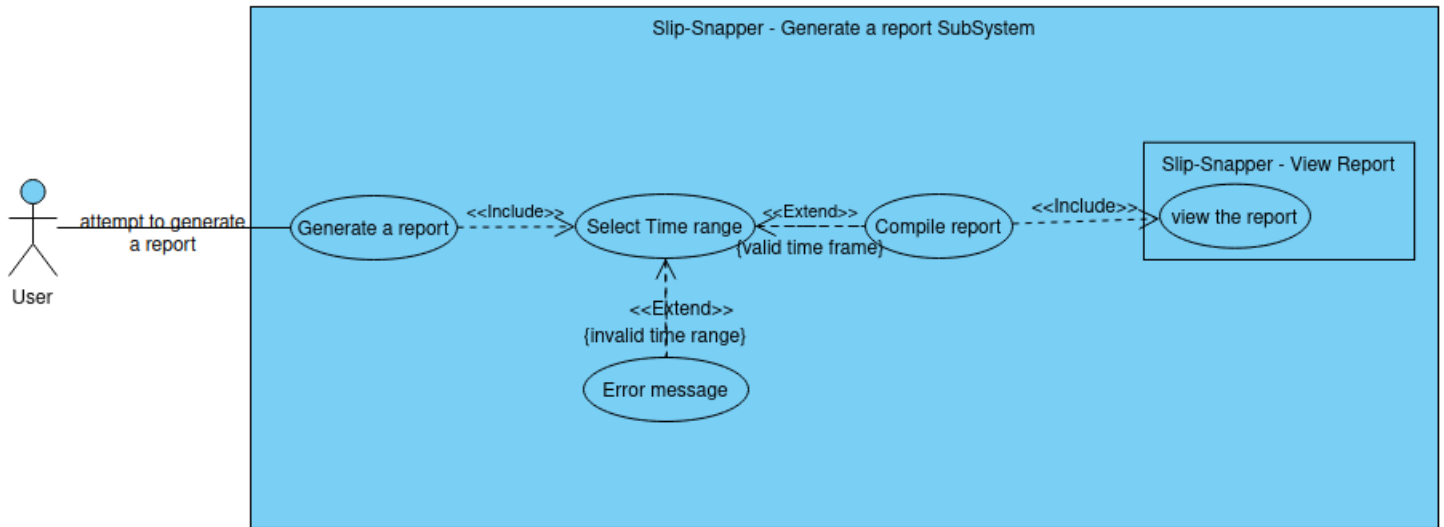 Slip-Snapper - Generate a report SubSystem
Slip-Snapper - View Report
attempt to generate
a report
User
Generate a report
<<Include>>
Select Time range
<<Extend>>
{valid time frame}
Compile report
<<Include>>
view the report
<<Extend>>
{invalid time range}
Error message